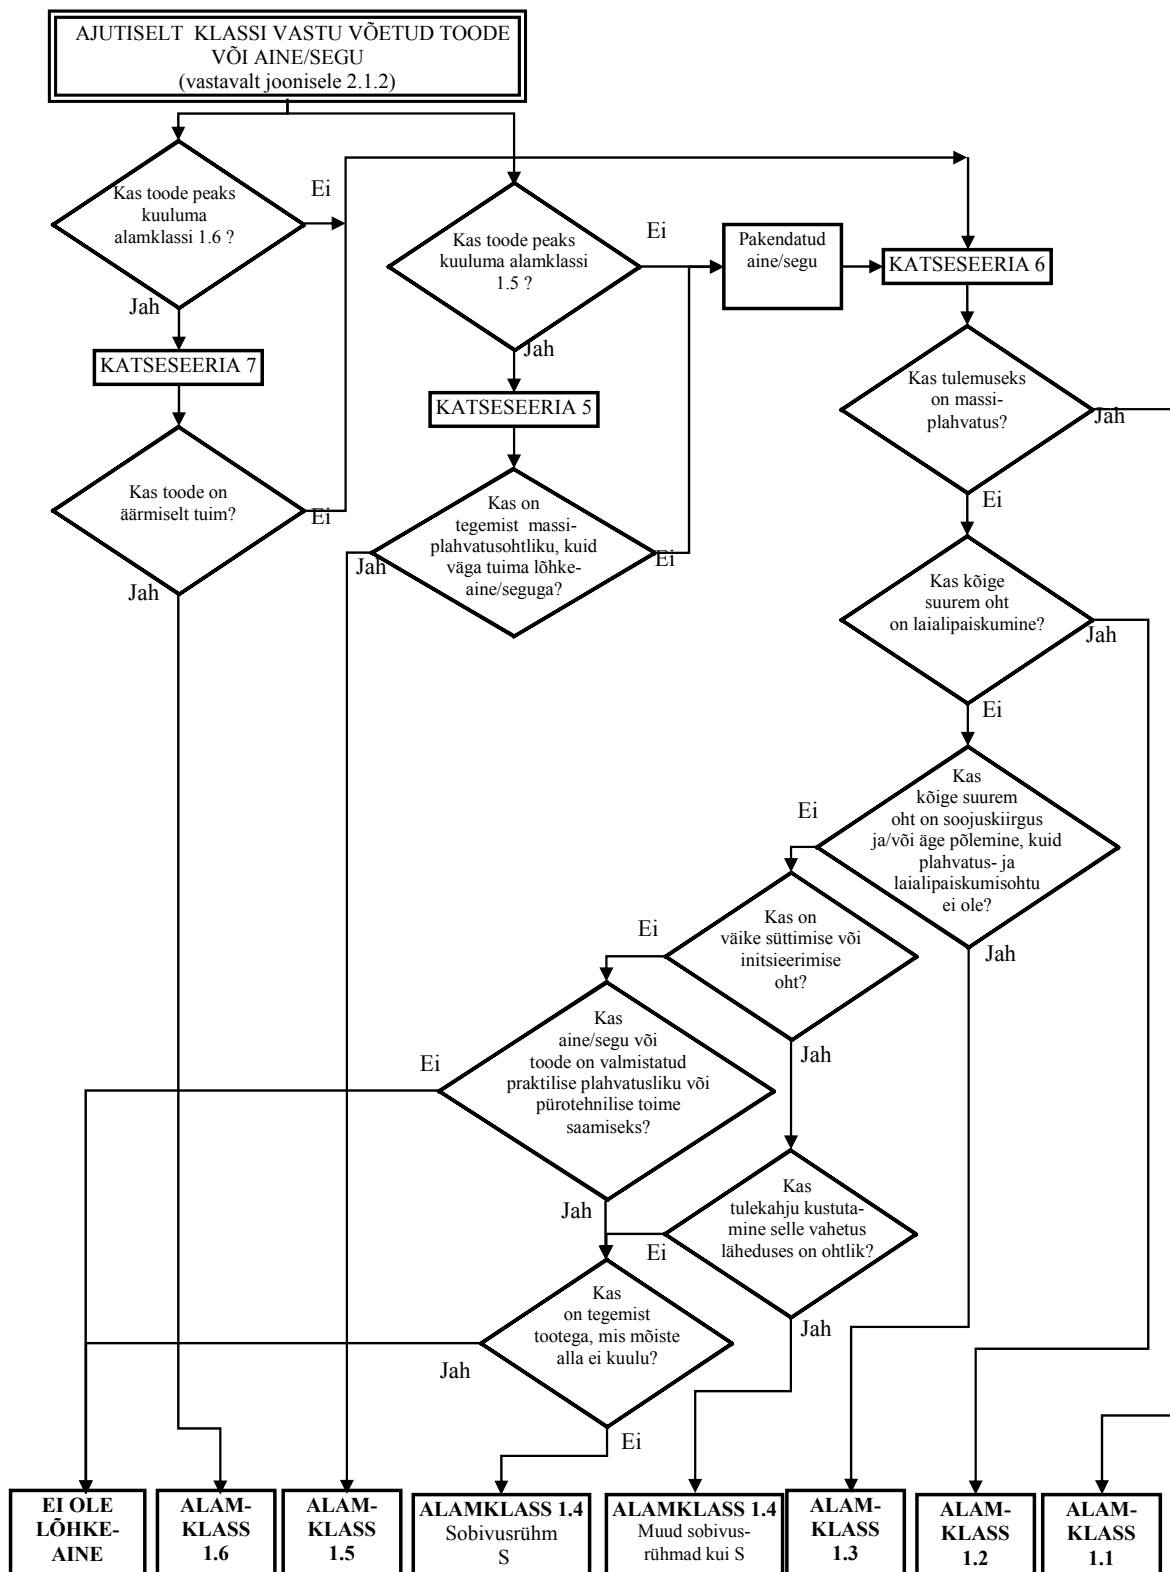 AJUTISELT KLASSI VASTU VÕETUD TOODE
VÕI AINE/SEGU
(vastavalt joonisele 2.1.2)
Kas toode peaks
kuuluma
alamklassi 1.6 ?
Ei
Jah
KATSESEERIA 7
Kas toode on
äärmiselt tuim?
Ei
Jah
Kas toode peaks
kuuluma alamklassi
1.5 ?
Ei
Jah
KATSESEERIA 5
Kas on
tegemist massi-
plahvatusohtliku, kuid
väga tuima lõhke-
aine/seguga?
Jah
Ei
Pakendatud
aine/segu
KATSESEERIA 6
Kas tulemuseks
on massi-
plahvatus?
Jah
Ei
Kas kõige
suurem oht
on laialipaiskumine?
Jah
Ei
Kas
kõige suurem
oht on soojuskiirgus
ja/või äge põlemine, kuid
plahvatus- ja
laialipaiskumisohtu
ei ole?
Ei
Jah
Kas on
väike süttimise või
initsieerimise
oht?
Ei
Jah
Kas
aine/segu või
toode on valmistatud
praktilise plahvatusliku või
pürotehnilise toime
saamiseks?
Ei
Jah
Kas
tulekahju kustuta-
mine selle vahetus
läheduses on ohtlik?
Ei
Jah
Kas
on tegemist
tootega, mis mõiste
alla ei kuulu?
Jah
Ei
EI OLE
LÕHKE-
AINE
ALAM-
KLASS
1.6
ALAM-
KLASS
1.5
ALAMKLASS 1.4
Sobivusrühm
S
ALAMKLASS 1.4
Muud sobivus-
rühmad kui S
ALAM-
KLASS
1.3
ALAM-
KLASS
1.2
ALAM-
KLASS
1.1